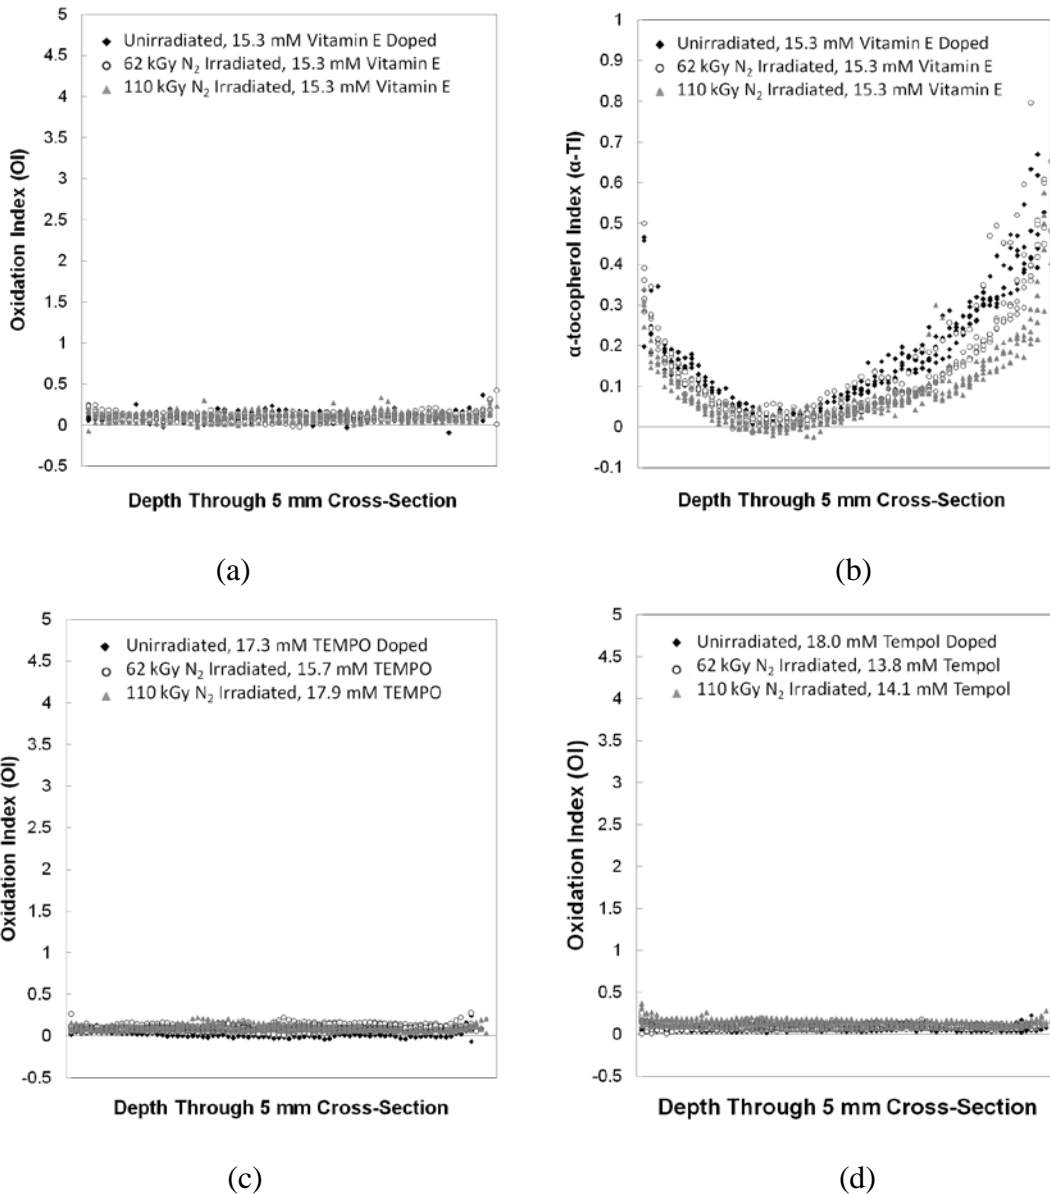 5
4.5
4
3.5
3
2.5
2
1.5
1
0.5
0
-0.5
Oxidation Index (OI)
Unirradiated, 15.3 mM Vitamin E Doped
62 kGy N₂ Irradiated, 15.3 mM Vitamin E
110 kGy N₂ Irradiated, 15.3 mM Vitamin E
Depth Through 5 mm Cross-Section
(a)
1
0.9
0.8
0.7
0.6
0.5
0.4
0.3
0.2
0.1
0
-0.1
α-tocopherol Index (α-TI)
Unirradiated, 15.3 mM Vitamin E Doped
62 kGy N₂ Irradiated, 15.3 mM Vitamin E
110 kGy N₂ Irradiated, 15.3 mM Vitamin E
Depth Through 5 mm Cross-Section
(b)
5
4.5
4
3.5
3
2.5
2
1.5
1
0.5
0
-0.5
Oxidation Index (OI)
Unirradiated, 17.3 mM TEMPO Doped
62 kGy N₂ Irradiated, 15.7 mM TEMPO
110 kGy N₂ Irradiated, 17.9 mM TEMPO
Depth Through 5 mm Cross-Section
(c)
5
4.5
4
3.5
3
2.5
2
1.5
1
0.5
0
-0.5
Oxidation Index (OI)
Unirradiated, 18.0 mM Tempol Doped
62 kGy N₂ Irradiated, 13.8 mM Tempol
110 kGy N₂ Irradiated, 14.1 mM Tempol
Depth Through 5 mm Cross-Section
(d)